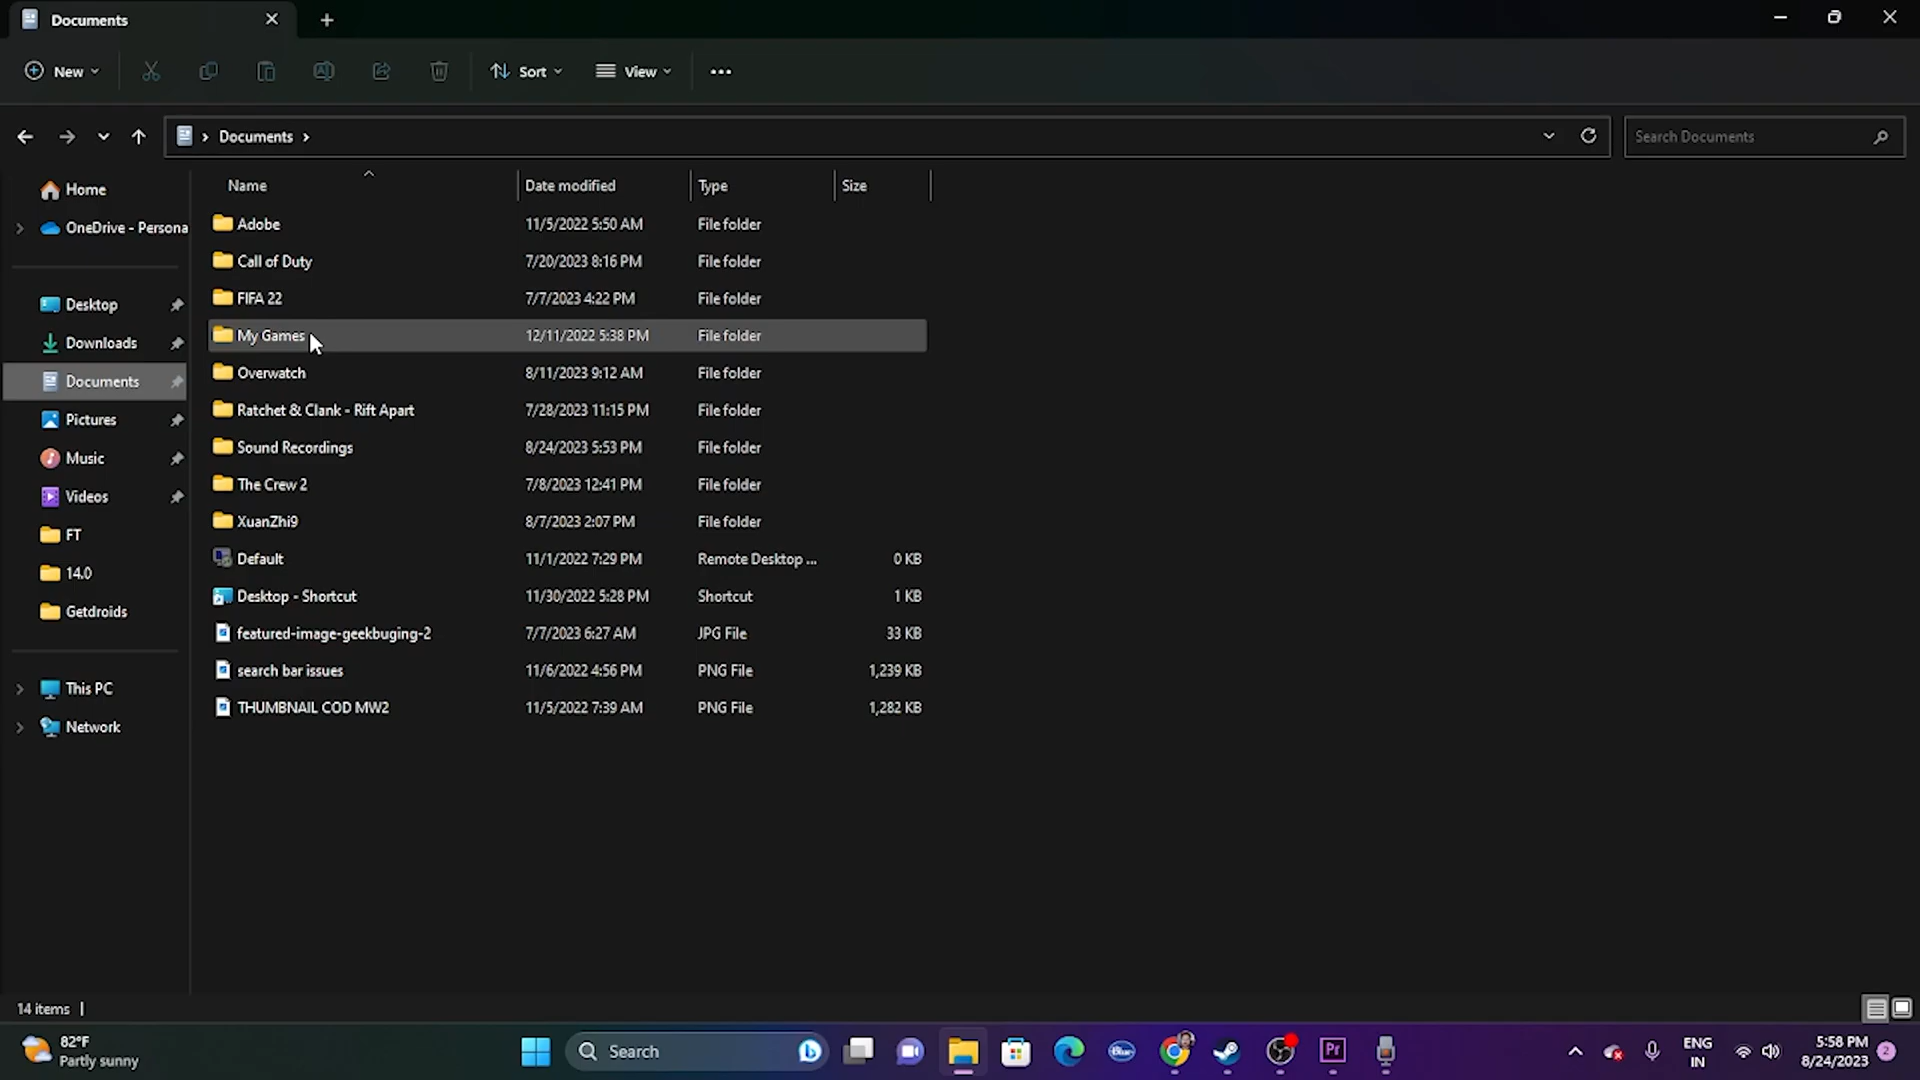 Documents
New Sort View
Documents Search Documents
Name Date modified Type Size
Home
OneDrive - Persona
Desktop
Downloads
Documents
Pictures
Music
Videos
FT
14.0
Getdroids
This PC
Network
Adobe 11/5/2022 5:50 AM File folder
Call of Duty 7/20/2023 8:16 PM File folder
FIFA 22 7/7/2023 4:22 PM File folder
My Games 12/11/2022 5:38 PM File folder
Overwatch 8/11/2023 9:12 AM File folder
Ratchet & Clank - Rift Apart 7/28/2023 11:15 PM File folder
Sound Recordings 8/24/2023 5:53 PM File folder
The Crew 2 7/8/2023 12:41 PM File folder
XuanZhi9 8/7/2023 2:07 PM File folder
Default 11/1/2022 7:29 PM Remote Desktop ... 0 KB
Desktop - Shortcut 11/30/2022 5:28 PM Shortcut 1 KB
featured-image-geekbuging-2 7/7/2023 6:27 AM JPG File 33 KB
search bar issues 11/6/2022 4:56 PM PNG File 1,239 KB
THUMBNAIL COD MW2 11/5/2022 7:39 AM PNG File 1,282 KB
14 items
82°F
Partly sunny
Search
Blue
Pr
ENG
IN
5:58 PM
8/24/2023
2